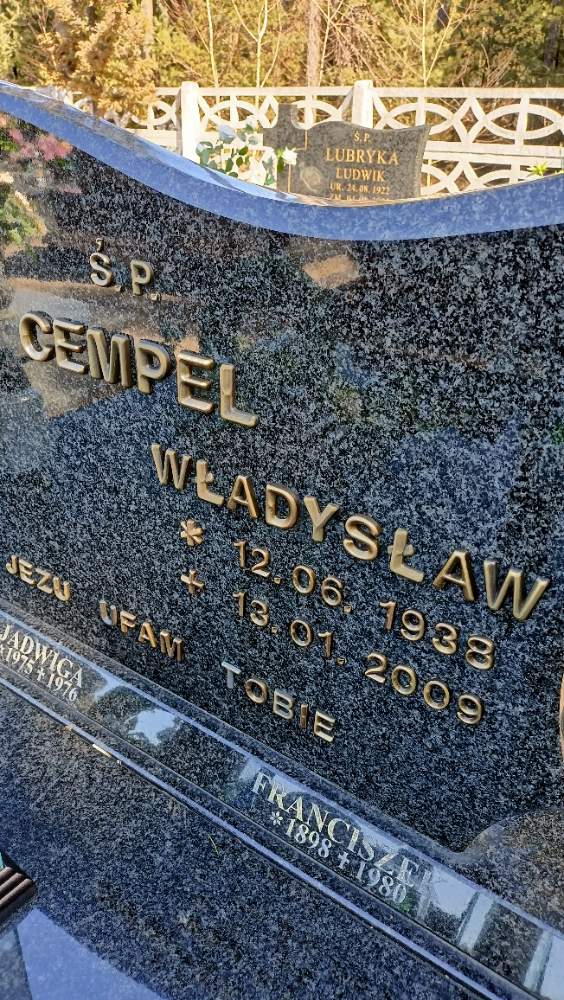 Ś.P.
LUBRYKA
LUDWIK
UR. 24.08.1922
Ś.P.
CEMPEL
WŁADYSŁAW
* 12.06.1938
+ 13.01.2009
JEZU UFAM TOBIE
JADWIGA
*1975 + 1976
FRANCISZEK
*1898 + 1980